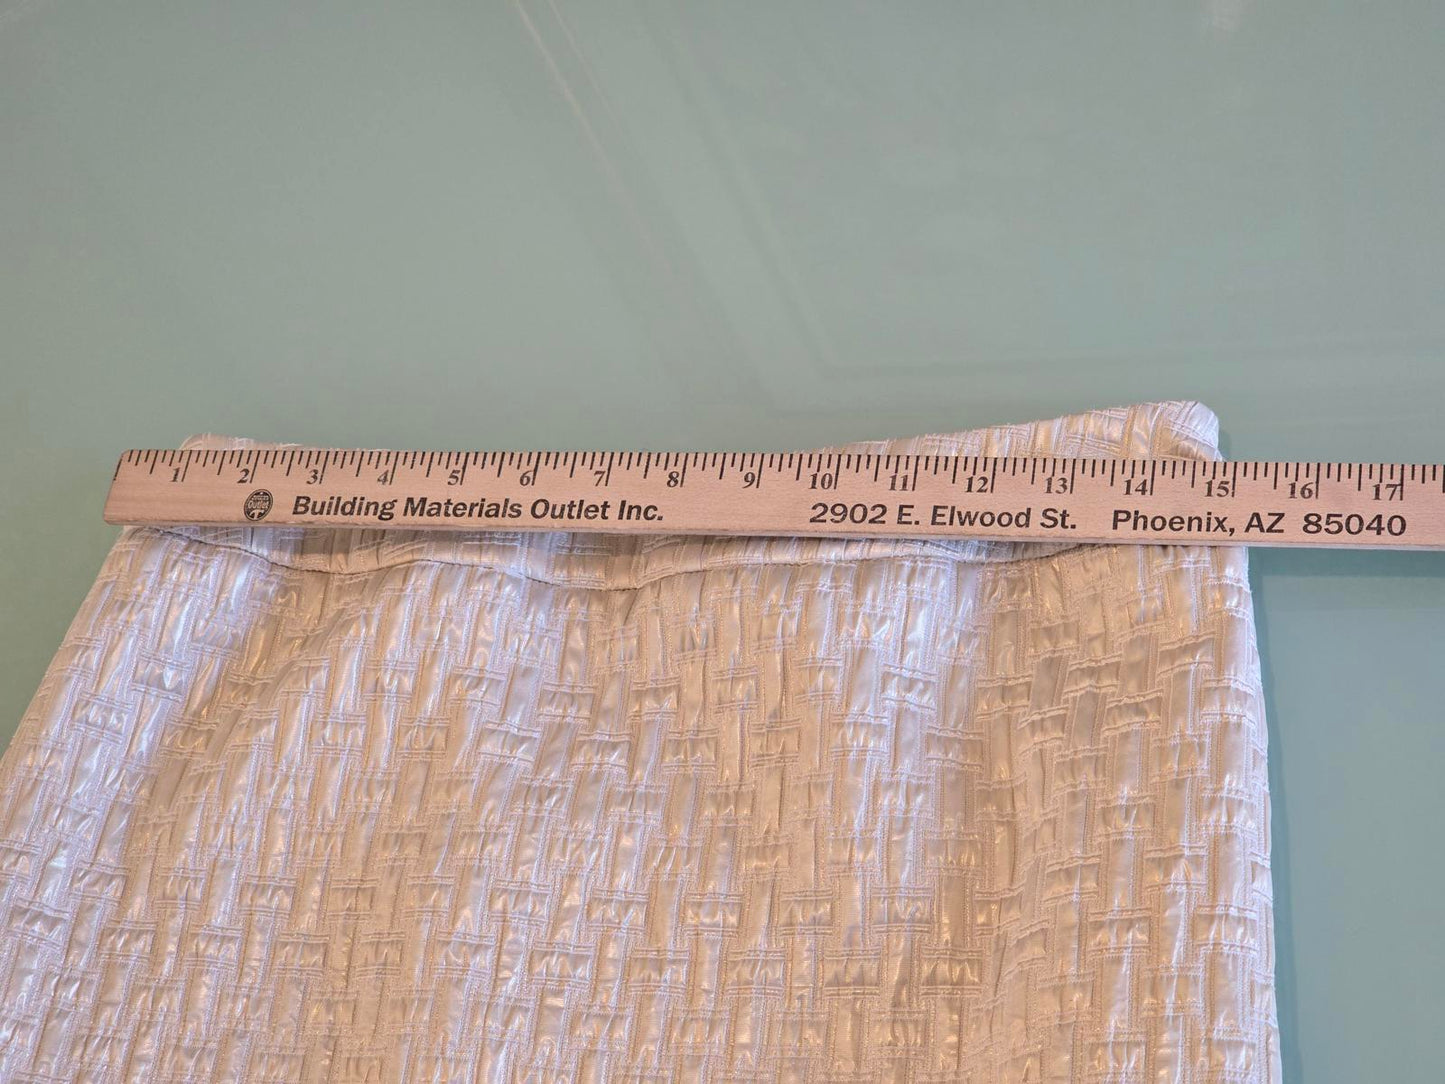 1 2 3 4 5 6 7 8 9 10 11 12 13 14 15 16 17
Building Materials Outlet Inc. 2902 E. Elwood St. Phoenix, AZ 85040